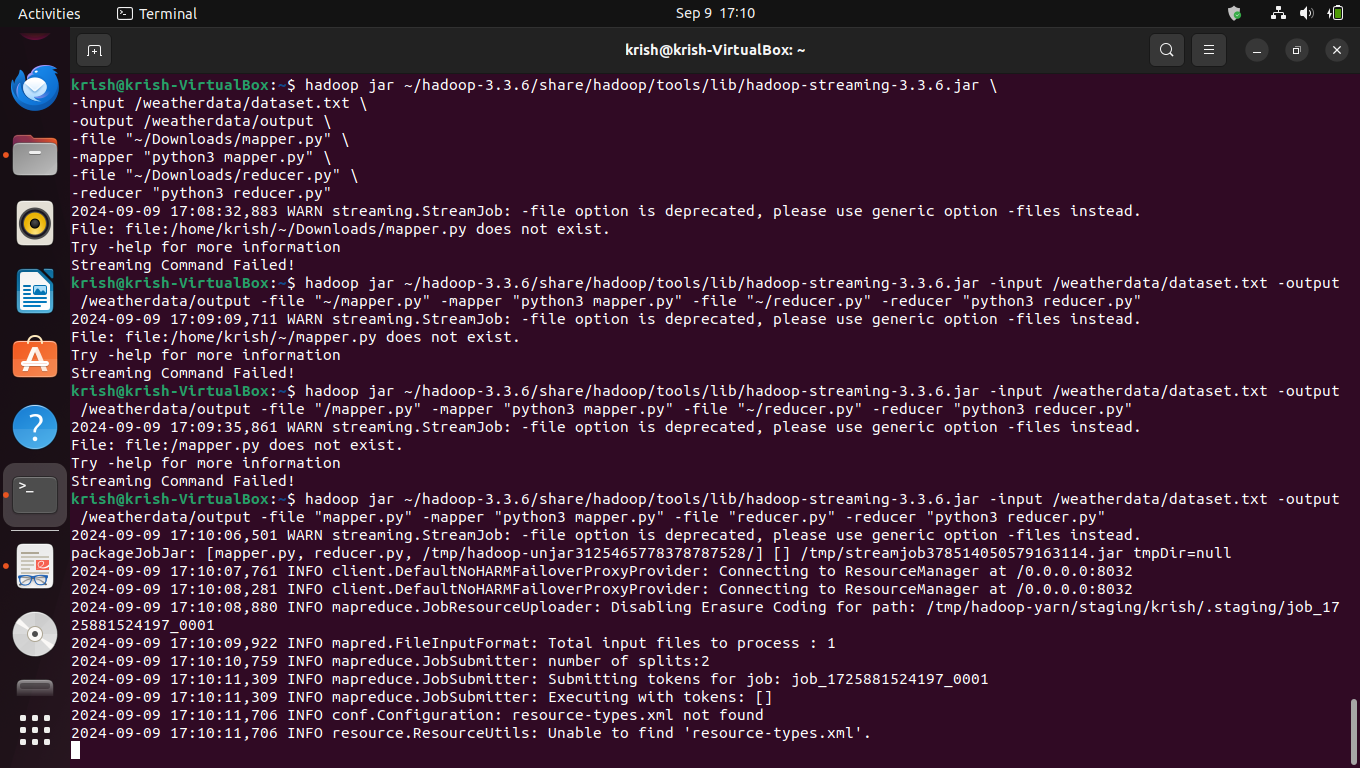 Activities
Terminal
Sep 9 17:10
krish@krish-VirtualBox: ~
krish@krish-VirtualBox:~$ hadoop jar ~/hadoop-3.3.6/share/hadoop/tools/lib/hadoop-streaming-3.3.6.jar \
-input /weatherdata/dataset.txt \
-output /weatherdata/output \
-file "~/Downloads/mapper.py" \
-mapper "python3 mapper.py" \
-file "~/Downloads/reducer.py" \
-reducer "python3 reducer.py"
2024-09-09 17:08:32,883 WARN streaming.StreamJob: -file option is deprecated, please use generic option -files instead.
File: file:/home/krish/~/Downloads/mapper.py does not exist.
Try -help for more information
Streaming Command Failed!
krish@krish-VirtualBox:~$ hadoop jar ~/hadoop-3.3.6/share/hadoop/tools/lib/hadoop-streaming-3.3.6.jar -input /weatherdata/dataset.txt -output
/weatherdata/output -file "~/mapper.py" -mapper "python3 mapper.py" -file "~/reducer.py" -reducer "python3 reducer.py"
2024-09-09 17:09:09,711 WARN streaming.StreamJob: -file option is deprecated, please use generic option -files instead.
File: file:/home/krish/~/mapper.py does not exist.
Try -help for more information
Streaming Command Failed!
krish@krish-VirtualBox:~$ hadoop jar ~/hadoop-3.3.6/share/hadoop/tools/lib/hadoop-streaming-3.3.6.jar -input /weatherdata/dataset.txt -output
/weatherdata/output -file "/mapper.py" -mapper "python3 mapper.py" -file "~/reducer.py" -reducer "python3 reducer.py"
2024-09-09 17:09:35,861 WARN streaming.StreamJob: -file option is deprecated, please use generic option -files instead.
File: file:/mapper.py does not exist.
Try -help for more information
Streaming Command Failed!
krish@krish-VirtualBox:~$ hadoop jar ~/hadoop-3.3.6/share/hadoop/tools/lib/hadoop-streaming-3.3.6.jar -input /weatherdata/dataset.txt -output
/weatherdata/output -file "mapper.py" -mapper "python3 mapper.py" -file "reducer.py" -reducer "python3 reducer.py"
2024-09-09 17:10:06,501 WARN streaming.StreamJob: -file option is deprecated, please use generic option -files instead.
packageJobJar: [mapper.py, reducer.py, /tmp/hadoop-unjar3125465778378787528/] [] /tmp/streamjob378514050579163114.jar tmpDir=null
2024-09-09 17:10:07,761 INFO client.DefaultNoHARMFailoverProxyProvider: Connecting to ResourceManager at /0.0.0.0:8032
2024-09-09 17:10:08,281 INFO client.DefaultNoHARMFailoverProxyProvider: Connecting to ResourceManager at /0.0.0.0:8032
2024-09-09 17:10:08,880 INFO mapreduce.JobResourceUploader: Disabling Erasure Coding for path: /tmp/hadoop-yarn/staging/krish/.staging/job_17
25881524197_0001
2024-09-09 17:10:09,922 INFO mapred.FileInputFormat: Total input files to process : 1
2024-09-09 17:10:10,759 INFO mapreduce.JobSubmitter: number of splits:2
2024-09-09 17:10:11,309 INFO mapreduce.JobSubmitter: Submitting tokens for job: job_1725881524197_0001
2024-09-09 17:10:11,309 INFO mapreduce.JobSubmitter: Executing with tokens: []
2024-09-09 17:10:11,706 INFO conf.Configuration: resource-types.xml not found
2024-09-09 17:10:11,706 INFO resource.ResourceUtils: Unable to find 'resource-types.xml'.